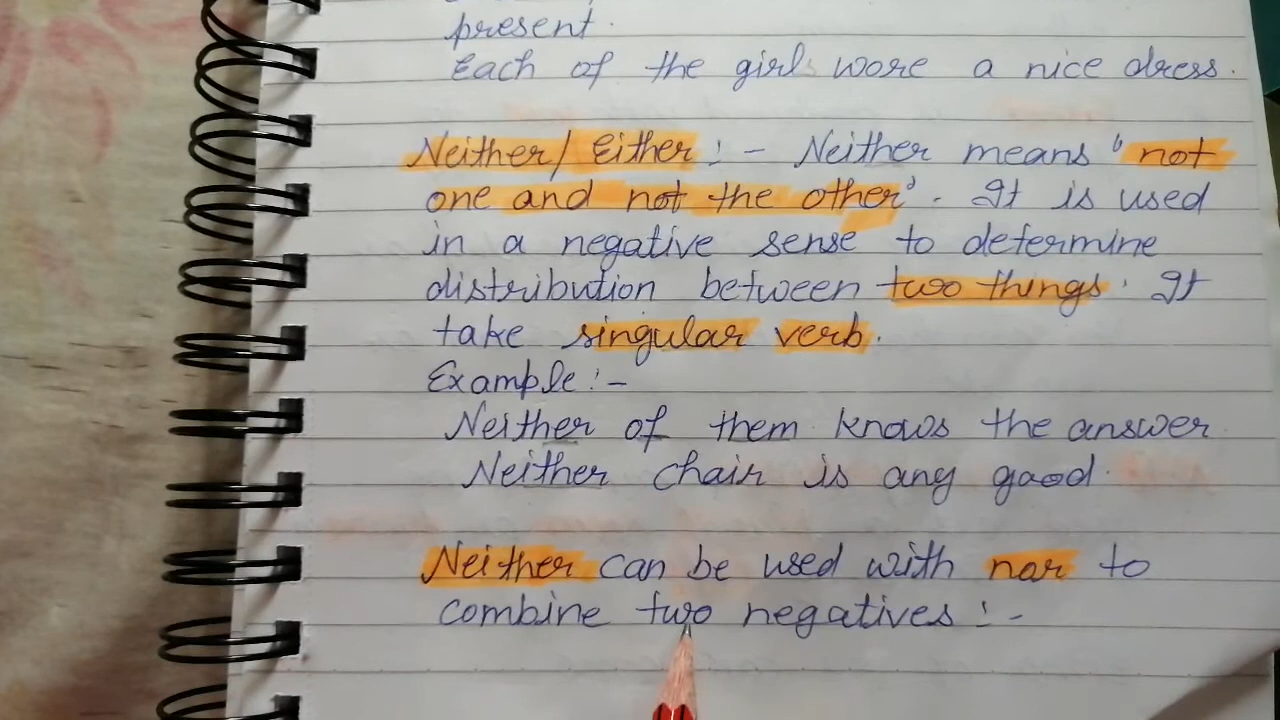 present.
Each of the girls wore a nice dress.
Neither/ Either :- Neither means 'not
one and not the other'. It is used
in a negative sense to determine
distribution between two things. It
take singular verb.
Example :-
Neither of them knows the answer
Neither chair is any good.
Neither can be used with nor to
combine two negatives :-